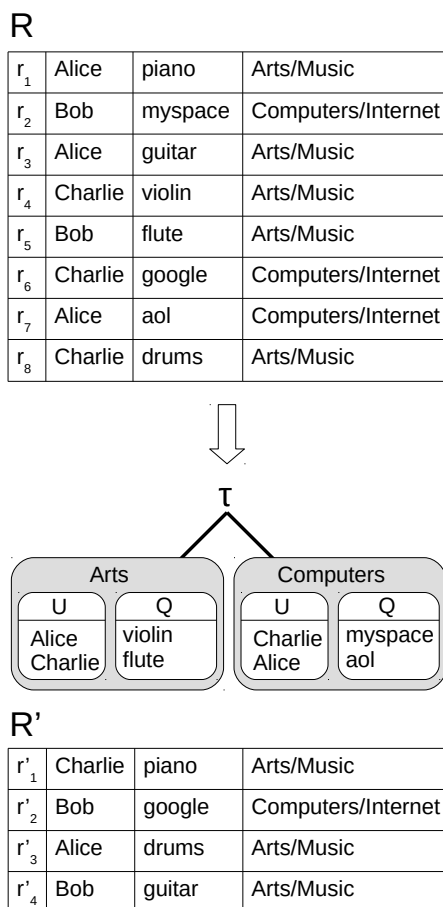 R
r1 Alice piano Arts/Music
r2 Bob myspace Computers/Internet
r3 Alice guitar Arts/Music
r4 Charlie violin Arts/Music
r5 Bob flute Arts/Music
r6 Charlie google Computers/Internet
r7 Alice aol Computers/Internet
r8 Charlie drums Arts/Music
τ
Arts Computers
U Q U Q
Alice violin Charlie myspace
Charlie flute Alice aol
R’
r’1 Charlie piano Arts/Music
r’2 Bob google Computers/Internet
r’3 Alice drums Arts/Music
r’4 Bob guitar Arts/Music